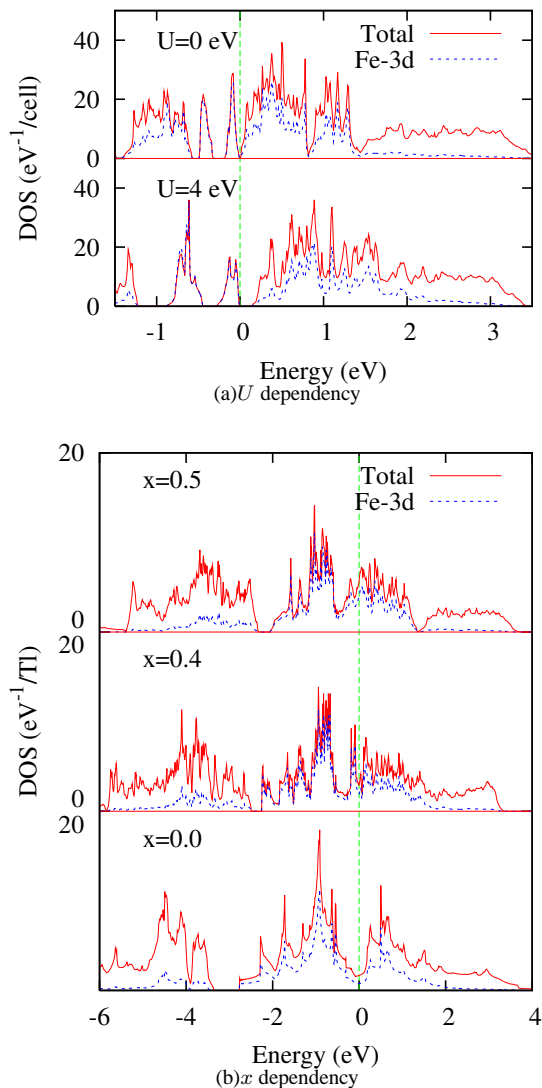 U=0 eV
Total
Fe-3d
40
20
0
DOS (eV⁻¹/cell)
U=4 eV
40
20
0
-1 0 1 2 3
Energy (eV)
(a)U dependency
20
x=0.5
Total
Fe-3d
0
20
x=0.4
DOS (eV⁻¹/Tl)
0
20
x=0.0
-6 -4 -2 0 2 4
Energy (eV)
(b)x dependency